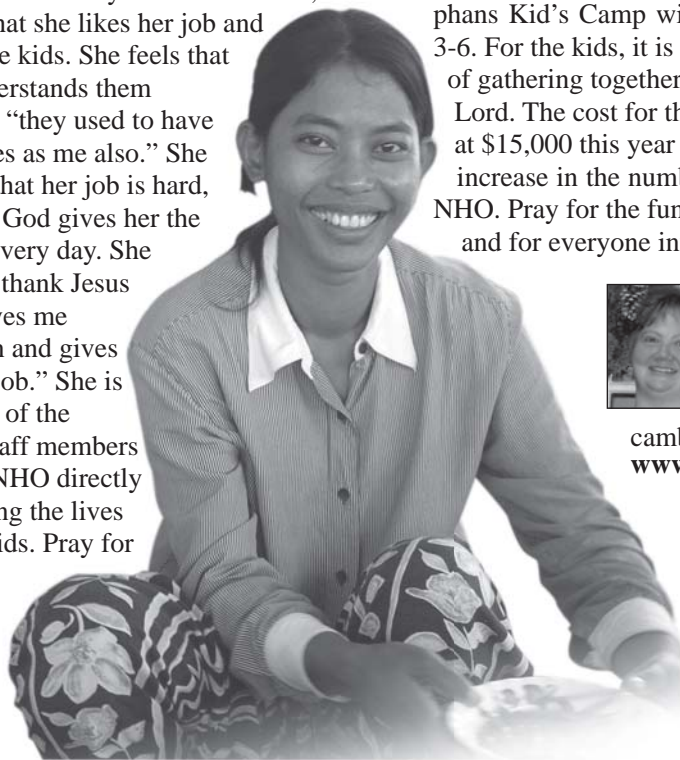 hat she likes her job and
e kids. She feels that
erstands them
“they used to have
es as me also.” She
hat her job is hard,
God gives her the
very day. She
thank Jesus
ves me
n and gives
ob.” She is
of the
aff members
NHO directly
ng the lives
ids. Pray for
phans Kid’s Camp wi
3-6. For the kids, it is
of gathering together
Lord. The cost for th
at $15,000 this year
increase in the numb
NHO. Pray for the fun
and for everyone in
camb
www